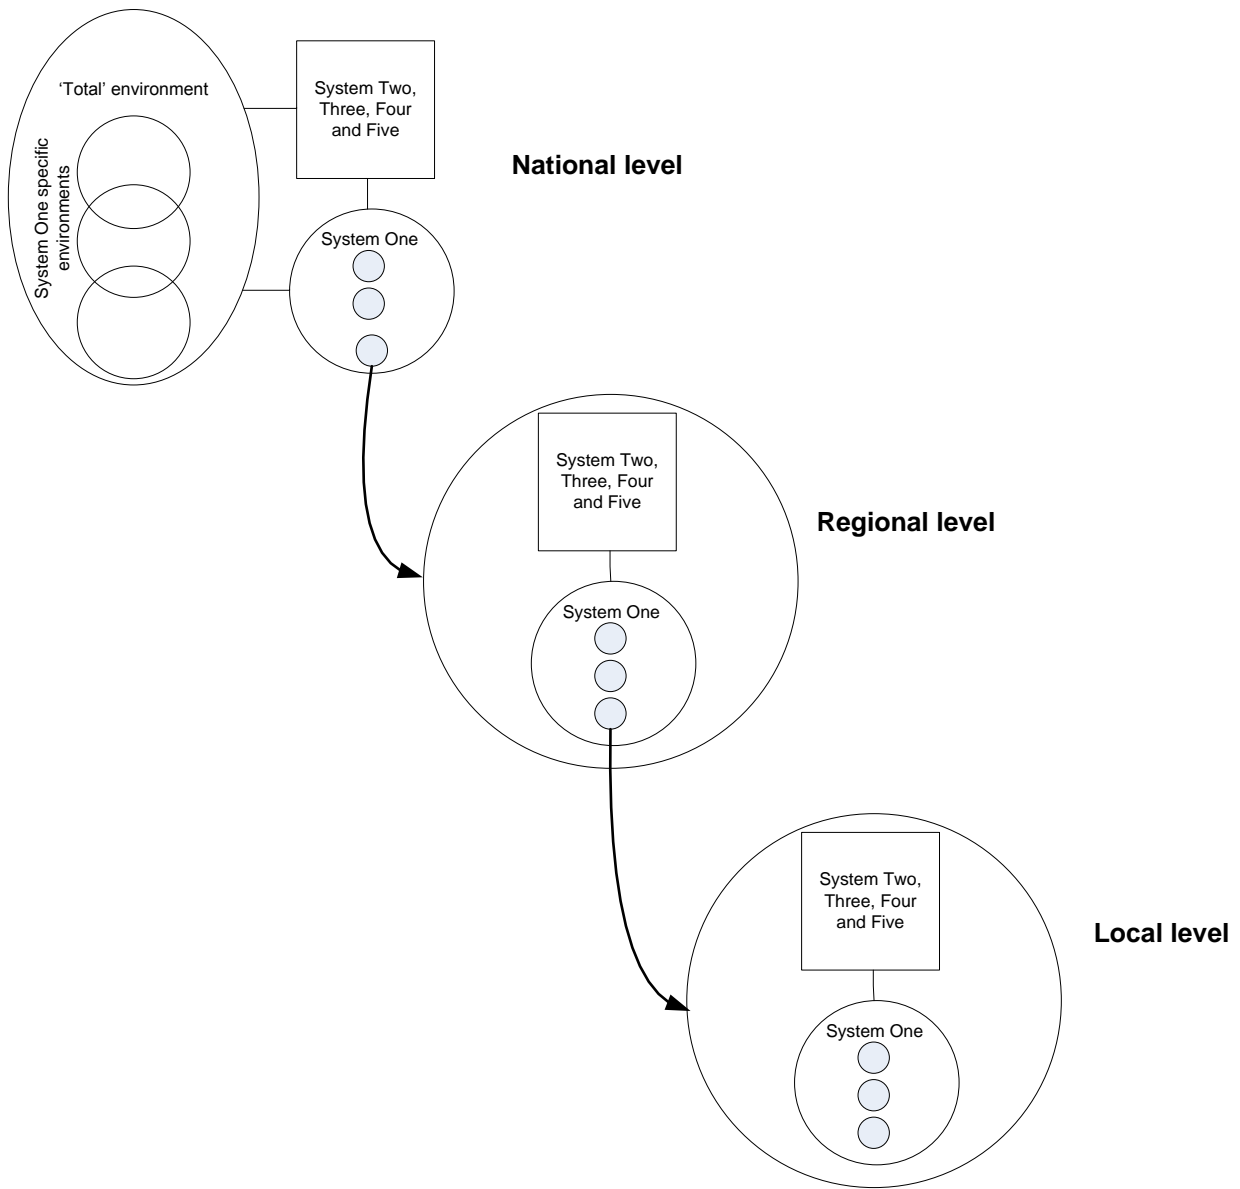 ‘Total’ environment
System One specific
environments
System Two,
Three, Four
and Five
National level
System One
System Two,
Three, Four
and Five
Regional level
System One
System Two,
Three, Four
and Five
Local level
System One